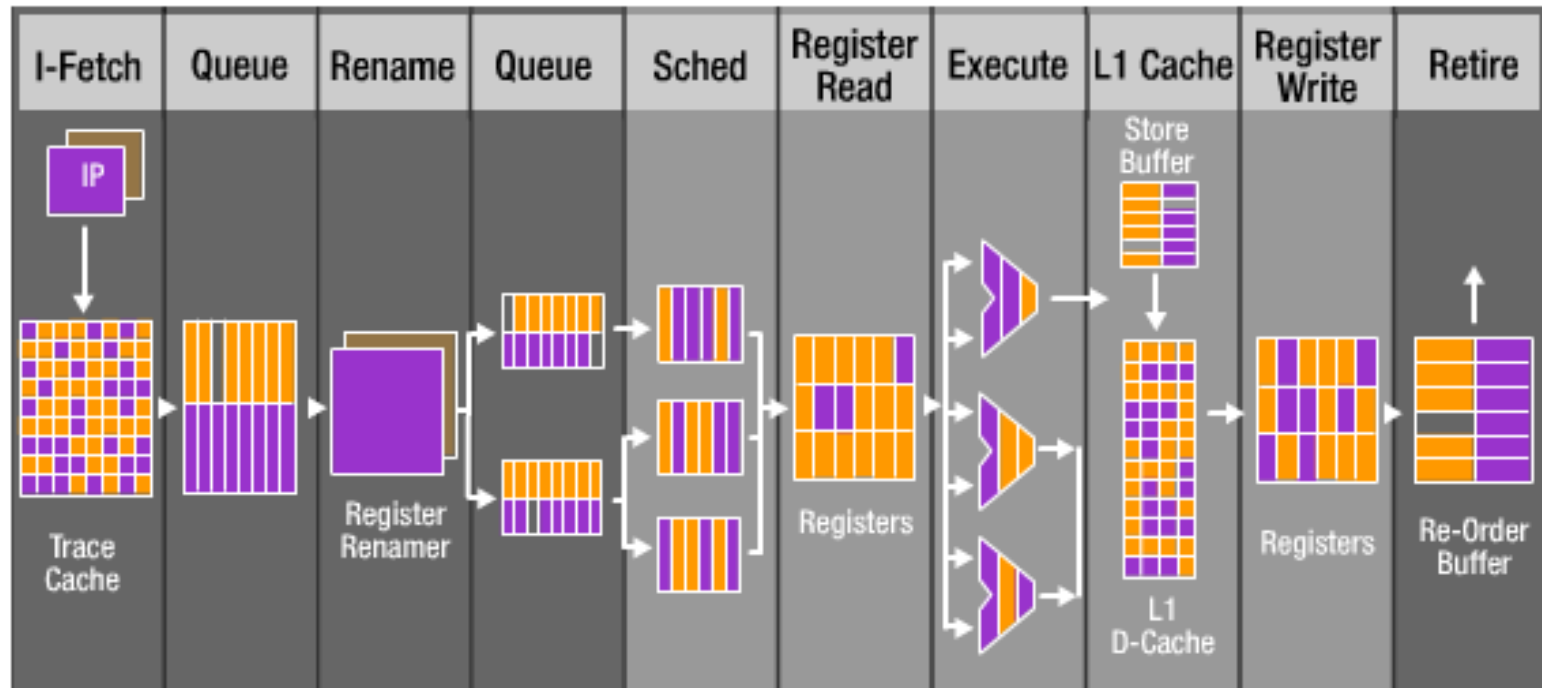 I-Fetch
Queue
Rename
Queue
Sched
Register
Read
Execute
L1 Cache
Register
Write
Retire
IP
Trace
Cache
Register
Renamer
Registers
Store
Buffer
L1
D-Cache
Registers
Re-Order
Buffer